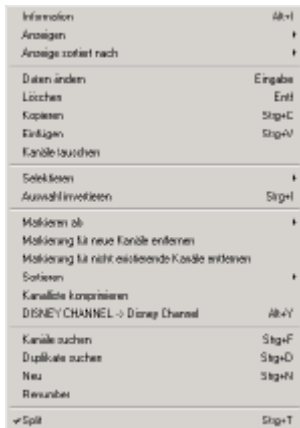 Information Alt+I
Anzeigen
Anzeige sortiert nach
Daten ändern Eingabe
Löschen Entf
Kopieren Strg+C
Einfügen Strg+V
Kanäle tauschen
Selektieren
Auswahl invertieren Strg+I
Markieren ab
Markierung für neue Kanäle entfernen
Markierung für nicht existierende Kanäle entfernen
Sortieren
Kanalliste komprimieren
DISNEY CHANNEL -> Disney Channel Alt+Y
Kanäle suchen Strg+F
Duplikate suchen Strg+D
Neu Strg+N
Renumber
Split Strg+T